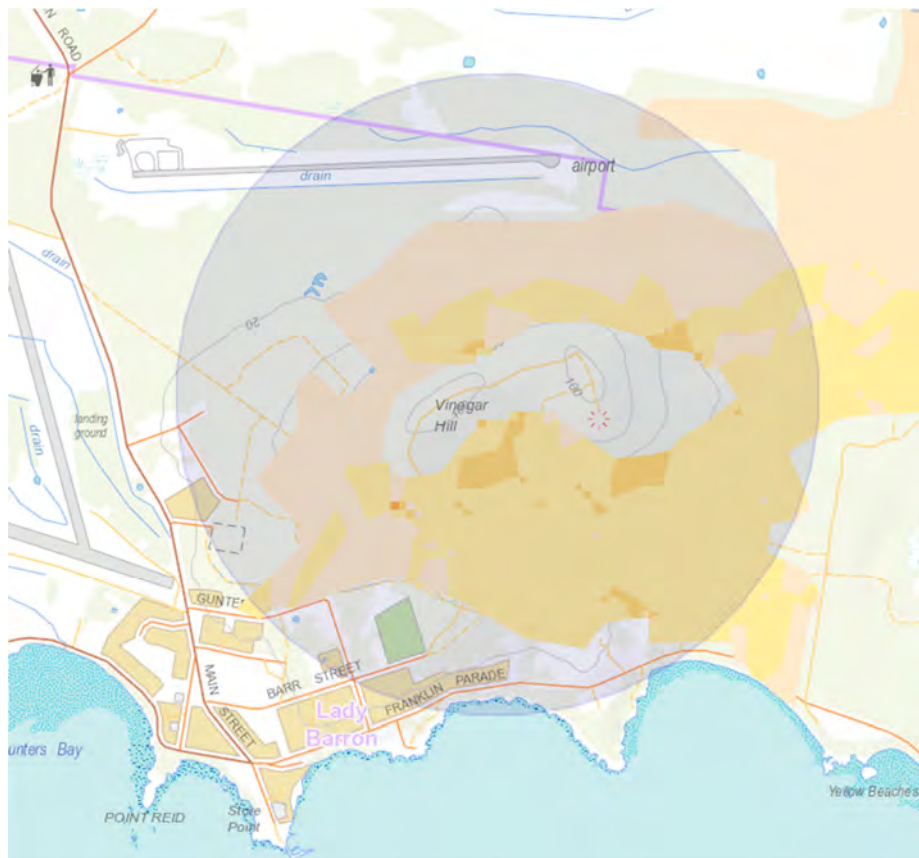 ROAD
airport
drain
drain
20
landing
ground
drain
100
Vinegar
Hill
GUNTE
MAIN
STREET
BARR STREET
FRANKLIN PARADE
Lady
Barron
unters Bay
POINT REID
Store
Point
Yellow Beaches